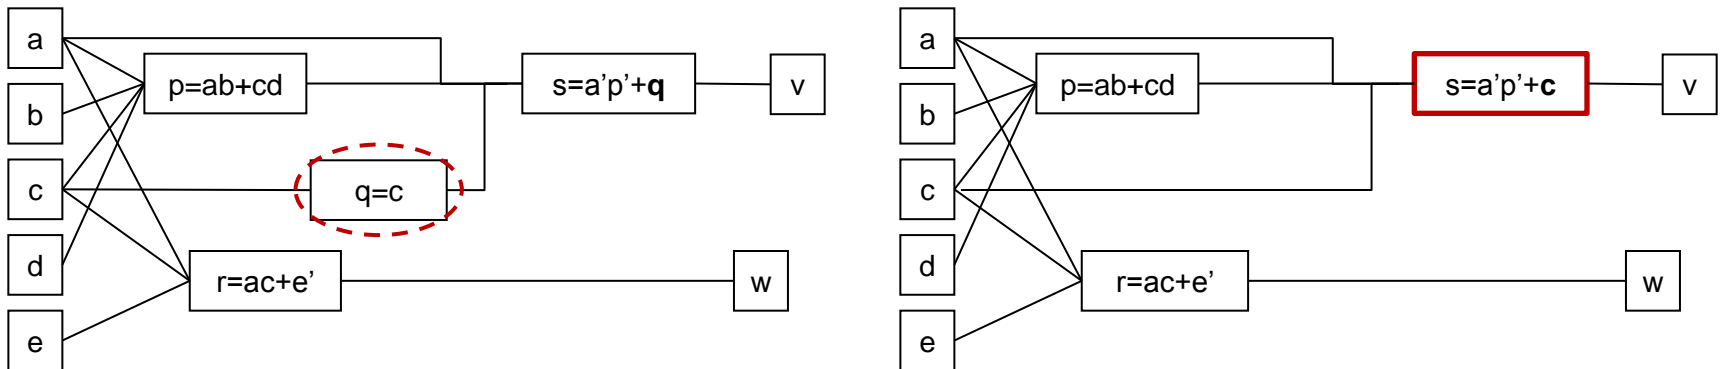 a
p=ab+cd
s=a'p'+q
v
b
c
q=c
d
r=ac+e’
w
e
a
p=ab+cd
s=a'p'+c
v
b
c
d
r=ac+e’
w
e